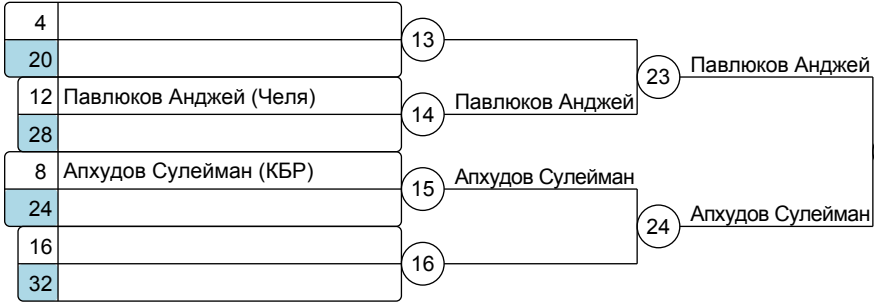 4
13
20
23 Павлюков Анджей
12 Павлюков Анджей (Челя)
14 Павлюков Анджей
28
8 Апхудов Сулейман (КБР)
15 Апхудов Сулейман
24
24 Апхудов Сулейман
16
16
32